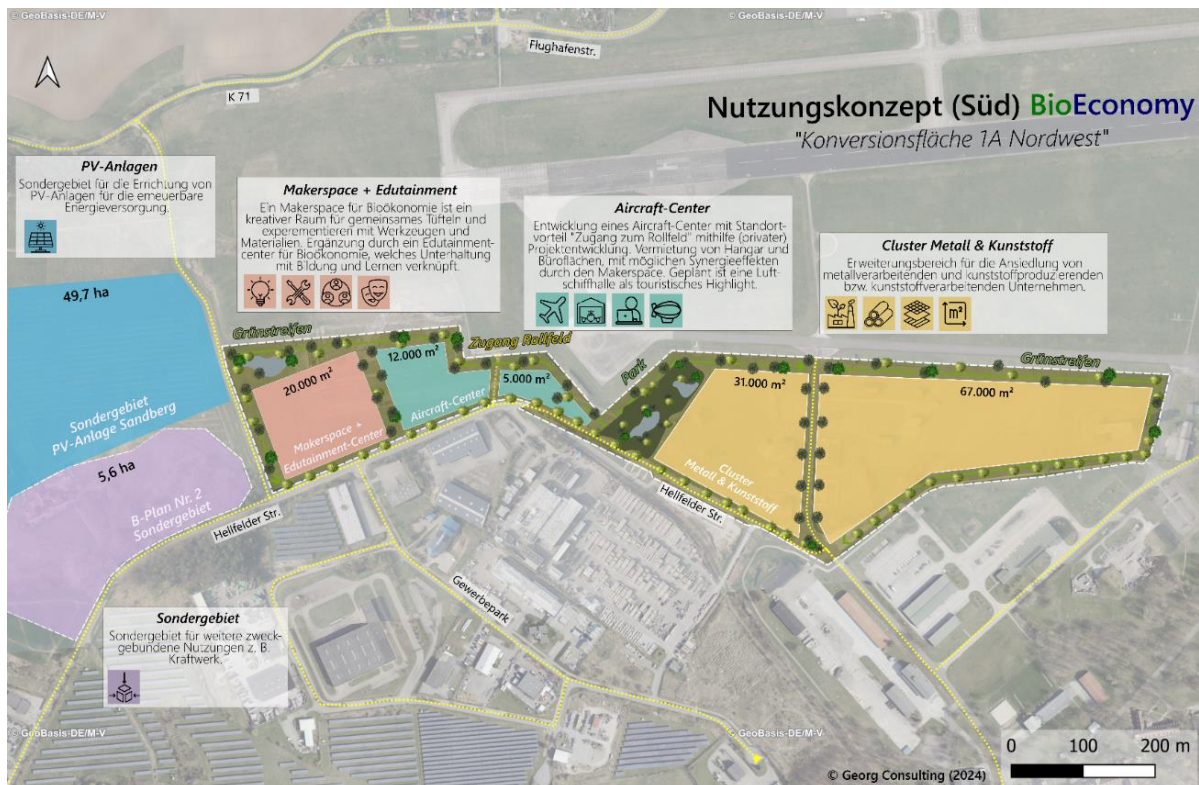 © GeoBasis-DE/M-V
© GeoBasis-DE/M-V
Flughafenstr.
K 71
Nutzungskonzept (Süd) BioEconomy
"Konversionsfläche 1A Nordwest"
PV-Anlagen
Sondergebiet für die Errichtung von
PV-Anlagen für die erneuerbare
Energieversorgung.
Makerspace + Edutainment
Ein Makerspace für Bioökonomie ist ein
kreativer Raum für gemeinsames Tüfteln und
experementieren mit Werkzeugen und
Materialien. Ergänzung durch ein Edutainment-
center für Bioökonomie, welches Unterhaltung
mit Bildung und Lernen verknüpft.
Aircraft-Center
Entwicklung eines Aircraft-Center mit Standort-
vorteil "Zugang zum Rollfeld" mithilfe (privater)
Projektentwicklung. Vermietung von Hangar und
Büroflächen, mit möglichen Synergieeffekten
durch den Makerspace. Geplant ist eine Luft-
schiffhalle als touristisches Highlight.
Cluster Metall & Kunststoff
Erweiterungsbereich für die Ansiedlung von
metallverarbeitenden und kunststoffproduzierenden
bzw. kunststoffverarbeitenden Unternehmen.
m²
49,7 ha
Grünstreifen
Zugang Rollfeld
Park
Grünstreifen
12.000 m²
5.000 m²
20.000 m²
31.000 m²
67.000 m²
Sondergebiet
PV-Anlage Sandberg
Makerspace +
Edutainment-Center
Aircraft-Center
Cluster
Metall & Kunststoff
5,6 ha
B-Plan Nr. 2
Sondergebiet
Hellfelder Str.
Hellfelder Str.
Gewerbepark
Sondergebiet
Sondergebiet für weitere zweck-
gebundene Nutzungen z. B.
Kraftwerk.
© GeoBasis-DE/M-V
© GeoBasis-DE/M-V
0 100 200 m
© Georg Consulting (2024)